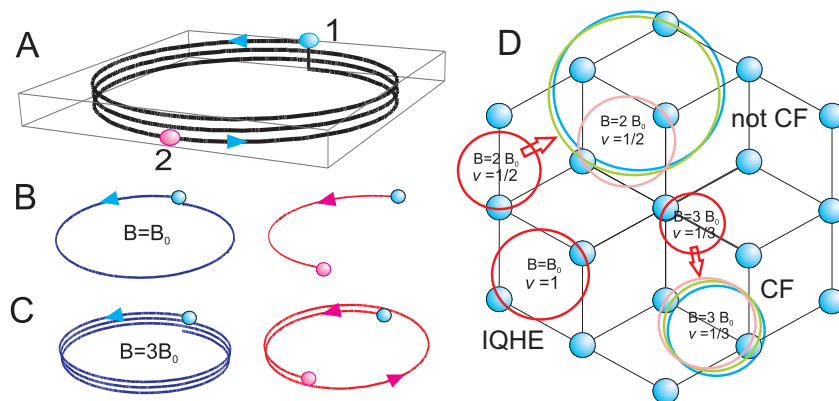 A
1
2
B
B=B₀
C
B=3B₀
D
B=2 B₀
ν=1/2
not CF
B=2 B₀
ν=1/2
B=3 B₀
ν=1/3
B=B₀
ν=1
CF
B=3 B₀
ν=1/3
IQHE